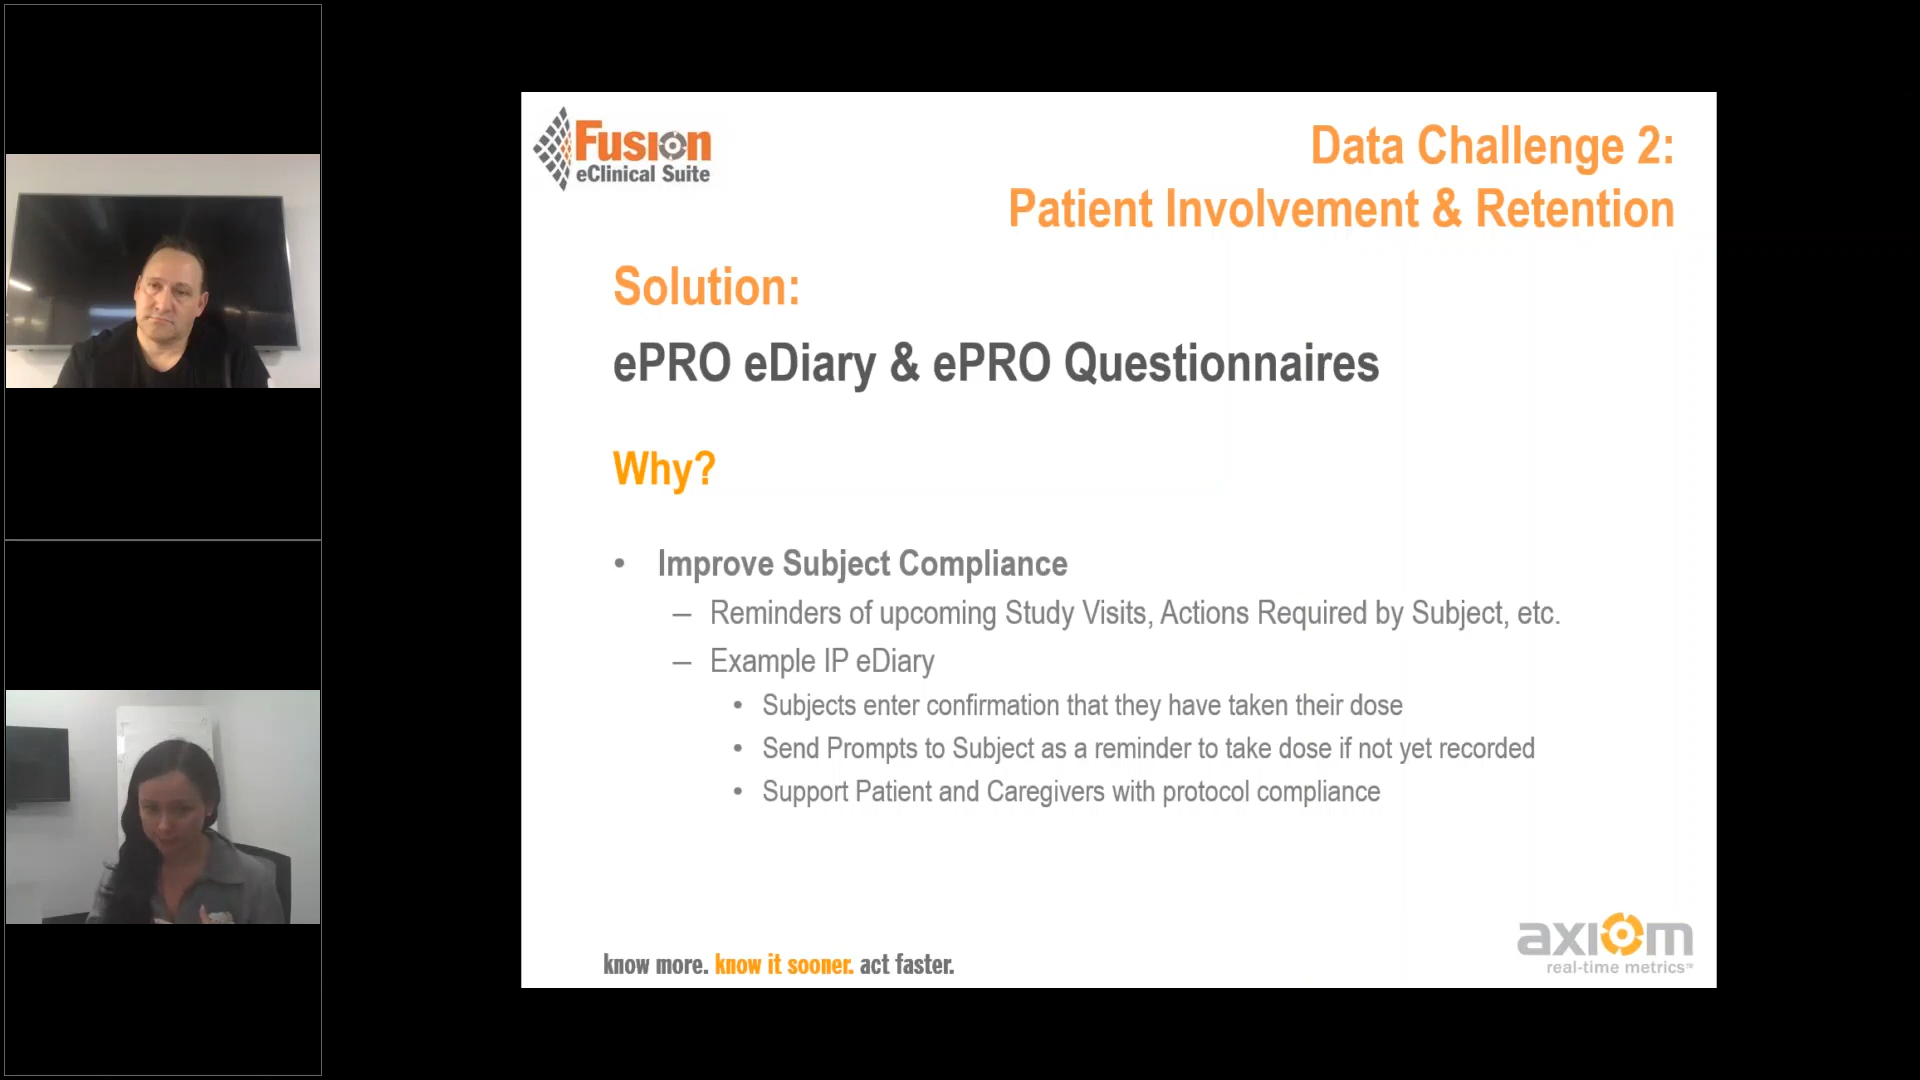 Fusion
eClinical Suite
Data Challenge 2:
Patient Involvement & Retention
Solution:
ePRO eDiary & ePRO Questionnaires
Why?
• Improve Subject Compliance
– Reminders of upcoming Study Visits, Actions Required by Subject, etc.
– Example IP eDiary
• Subjects enter confirmation that they have taken their dose
• Send Prompts to Subject as a reminder to take dose if not yet recorded
• Support Patient and Caregivers with protocol compliance
know more. know it sooner. act faster.
axiom
real-time metrics™